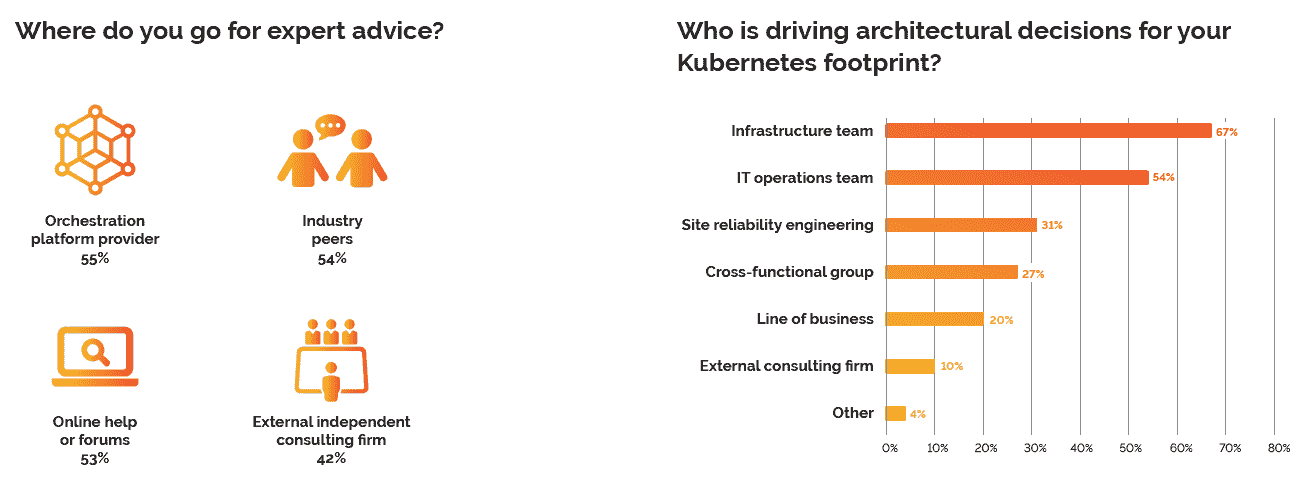 Where do you go for expert advice?
Orchestration
platform provider
55%
Industry
peers
54%
Online help
or forums
53%
External independent
consulting firm
42%
Who is driving architectural decisions for your
Kubernetes footprint?
Infrastructure team 67%
IT operations team 54%
Site reliability engineering 31%
Cross-functional group 27%
Line of business 20%
External consulting firm 10%
Other 4%
0% 10% 20% 30% 40% 50% 60% 70% 80%